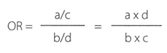 OR = a/c / b/d = a x d / b x c